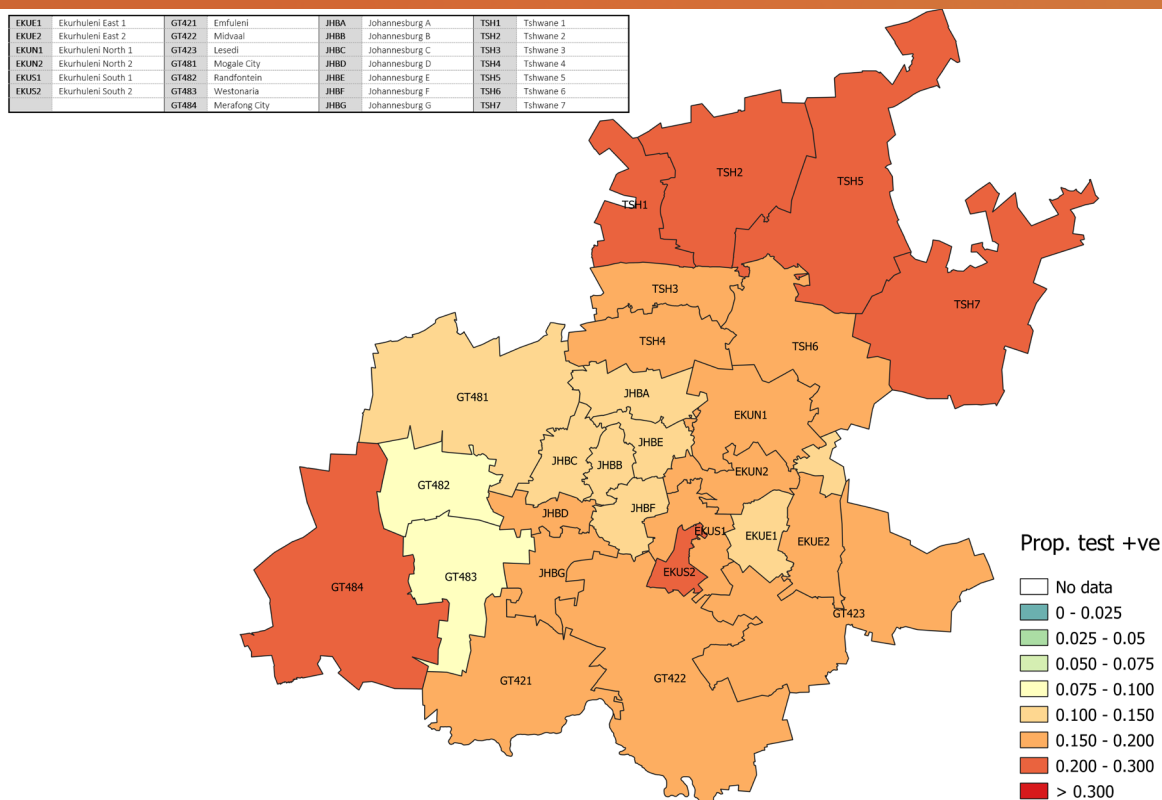 EKUE1 Ekurhuleni East 1 GT421 Emfuleni JHBA Johannesburg A TSH1 Tshwane 1
EKUE2 Ekurhuleni East 2 GT422 Midvaal JHBB Johannesburg B TSH2 Tshwane 2
EKUN1 Ekurhuleni North 1 GT423 Lesedi JHBC Johannesburg C TSH3 Tshwane 3
EKUN2 Ekurhuleni North 2 GT481 Mogale City JHBD Johannesburg D TSH4 Tshwane 4
EKUS1 Ekurhuleni South 1 GT482 Randfontein JHBE Johannesburg E TSH5 Tshwane 5
EKUS2 Ekurhuleni South 2 GT483 Westonaria JHBF Johannesburg F TSH6 Tshwane 6
GT484 Merafong City JHBG Johannesburg G TSH7 Tshwane 7
TSH2
TSH5
TSH1
TSH3
TSH7
TSH4
TSH6
GT481
JHBA
EKUN1
JHBE
JHBC
JHBB
EKUN2
GT482
JHBD
JHBF
EKUS1
EKUE1
EKUE2
GT484
GT483
JHBG
EKUS2
GT423
GT421
GT422
Prop. test +ve
No data
0 - 0.025
0.025 - 0.05
0.050 - 0.075
0.075 - 0.100
0.100 - 0.150
0.150 - 0.200
0.200 - 0.300
> 0.300